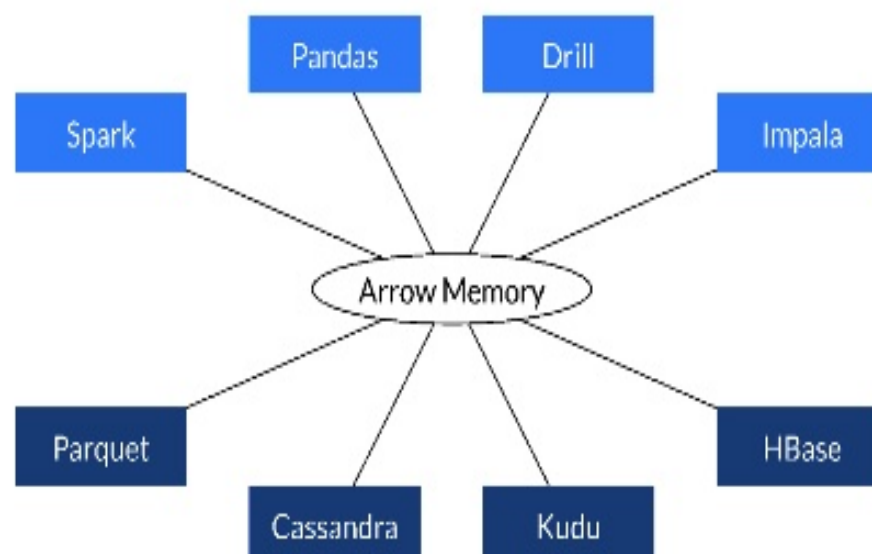 Pandas
Drill
Spark
Impala
Arrow Memory
Parquet
HBase
Cassandra
Kudu